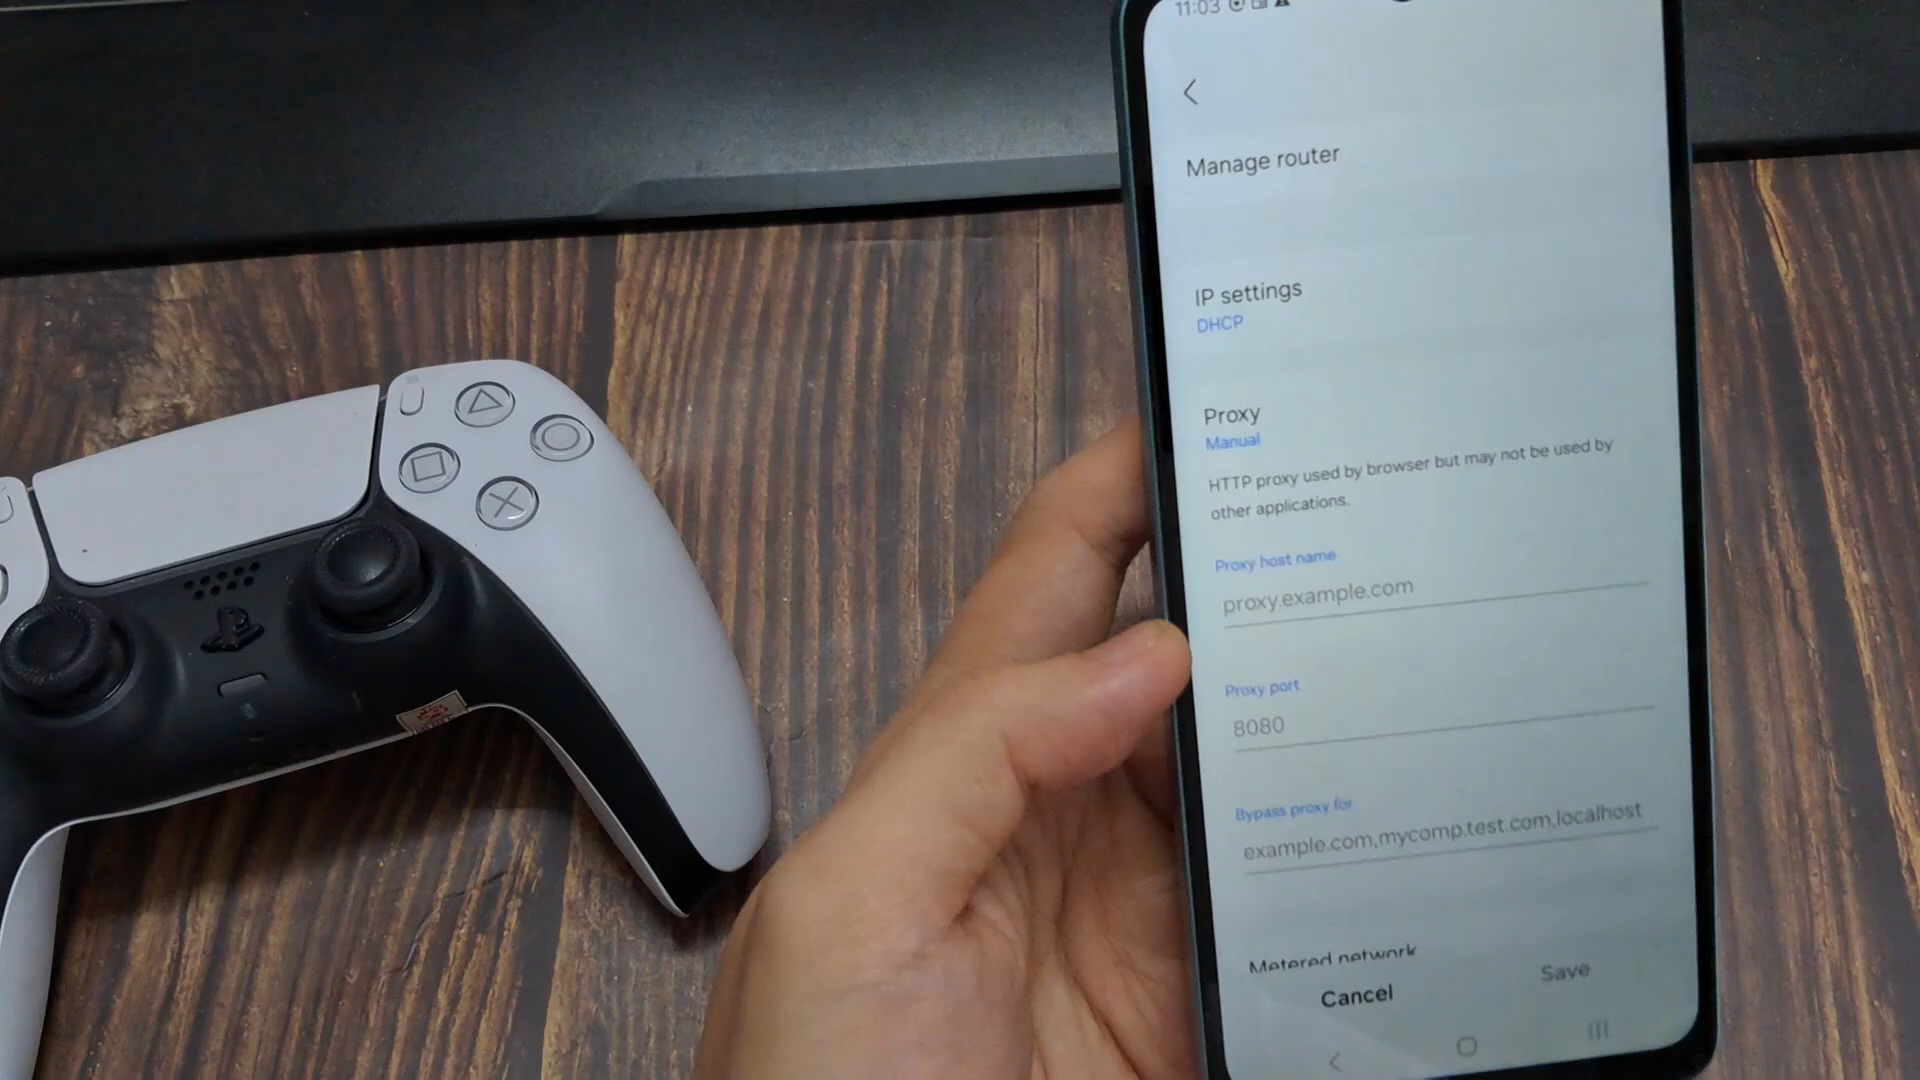 11:03
Manage router
IP settings
DHCP
Proxy
Manual
HTTP proxy used by browser but may not be used by
other applications.
Proxy host name
proxy.example.com
Proxy port
8080
Bypass proxy for
example.com,mycomp.test.com,localhost
Metered network
Cancel
Save